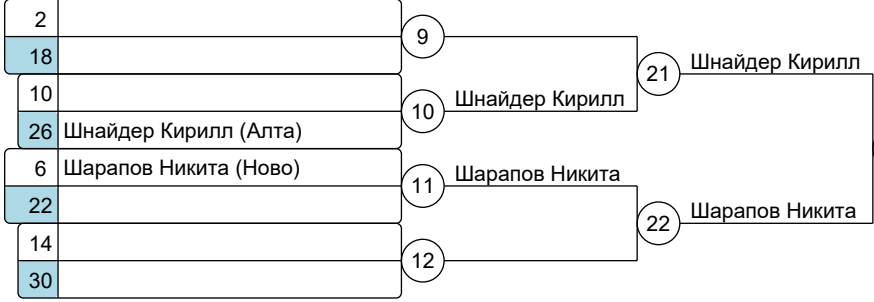 2
18
9
10
26 Шнайдер Кирилл (Алта)
10 Шнайдер Кирилл
21 Шнайдер Кирилл
6 Шарапов Никита (Ново)
22
11 Шарапов Никита
14
30
12
22 Шарапов Никита